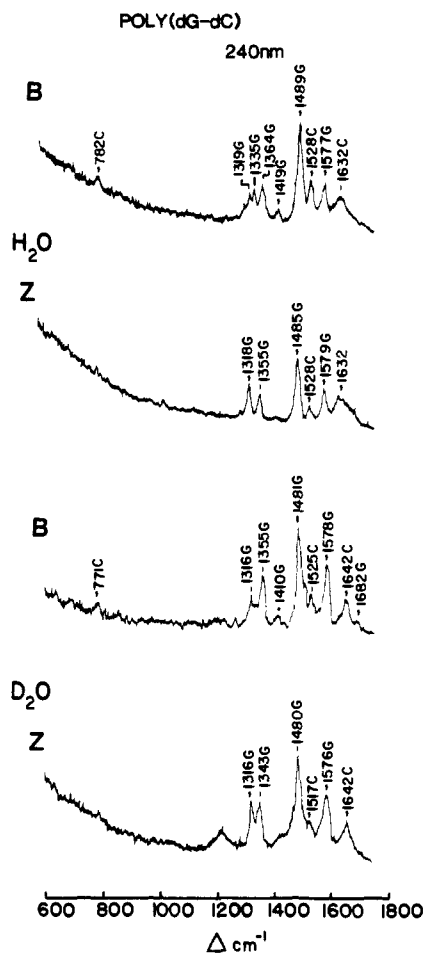 POLY(dG-dC)
240nm
B
782C
1319G
1335G
1364G
1419G
1489G
1528C
1577G
1632C
H₂O
Z
1318G
1355G
1485G
1528C
1579G
1632
B
771C
1316G
1355G
1410G
1481G
1525C
1578G
1642C
1682G
D₂O
Z
1316G
1343G
1480G
1517C
1576G
1642C
600 800 1000 1200 1400 1600 1800
Δ cm⁻¹